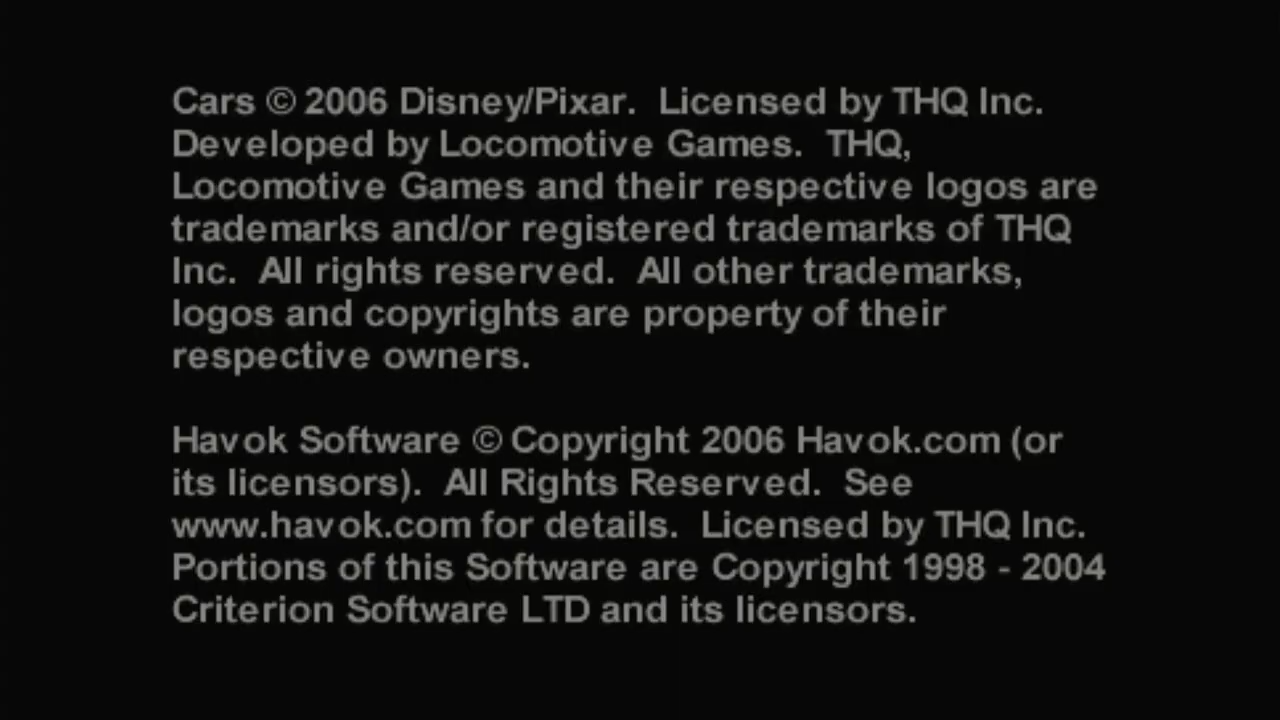 Cars © 2006 Disney/Pixar.  Licensed by THQ Inc.
Developed by Locomotive Games.  THQ,
Locomotive Games and their respective logos are
trademarks and/or registered trademarks of THQ
Inc.  All rights reserved.  All other trademarks,
logos and copyrights are property of their
respective owners.

Havok Software © Copyright 2006 Havok.com (or
its licensors).  All Rights Reserved.  See
www.havok.com for details.  Licensed by THQ Inc.
Portions of this Software are Copyright 1998 - 2004
Criterion Software LTD and its licensors.